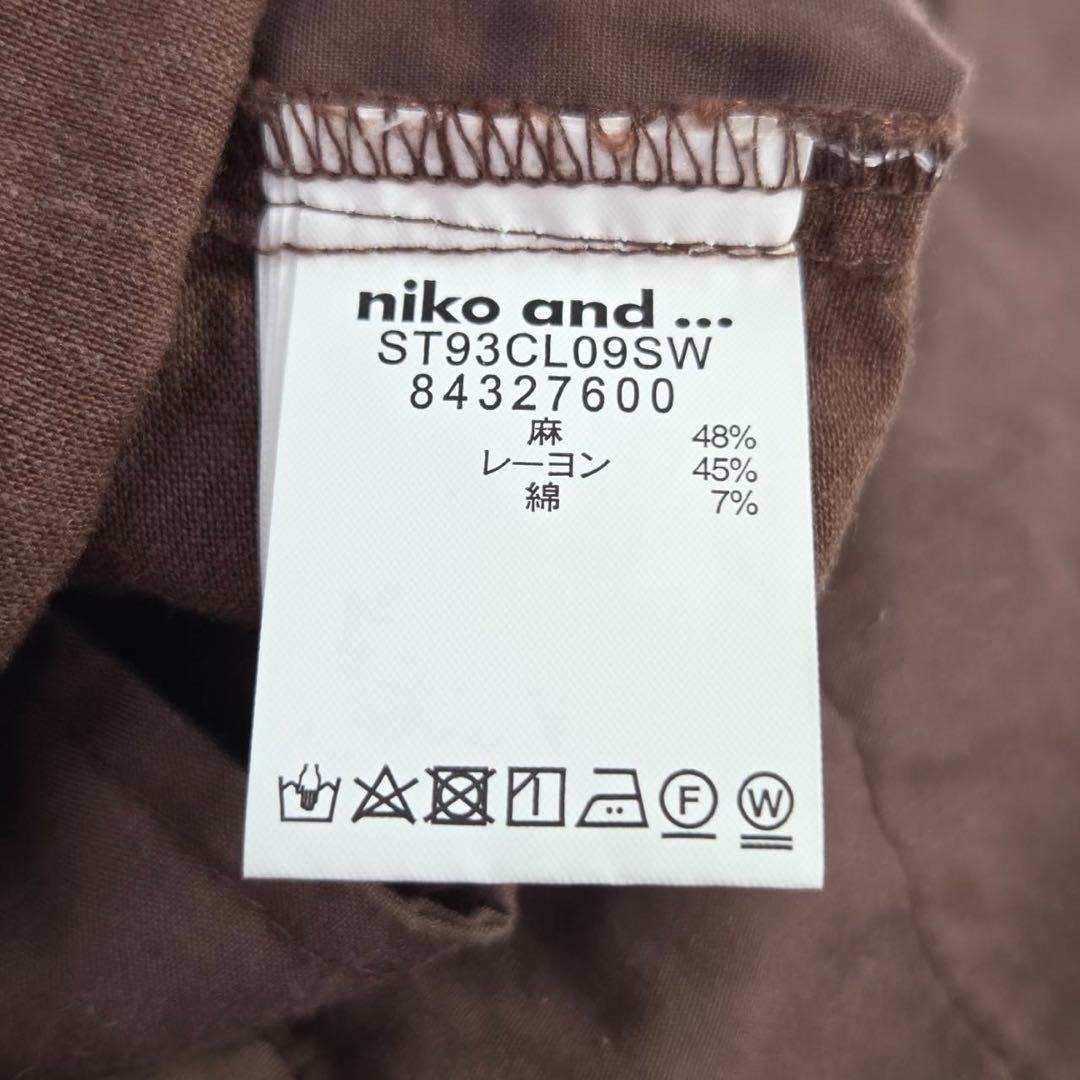 niko and ...
ST93CL09SW
84327600
麻 48%
レーヨン 45%
綿 7%
F W